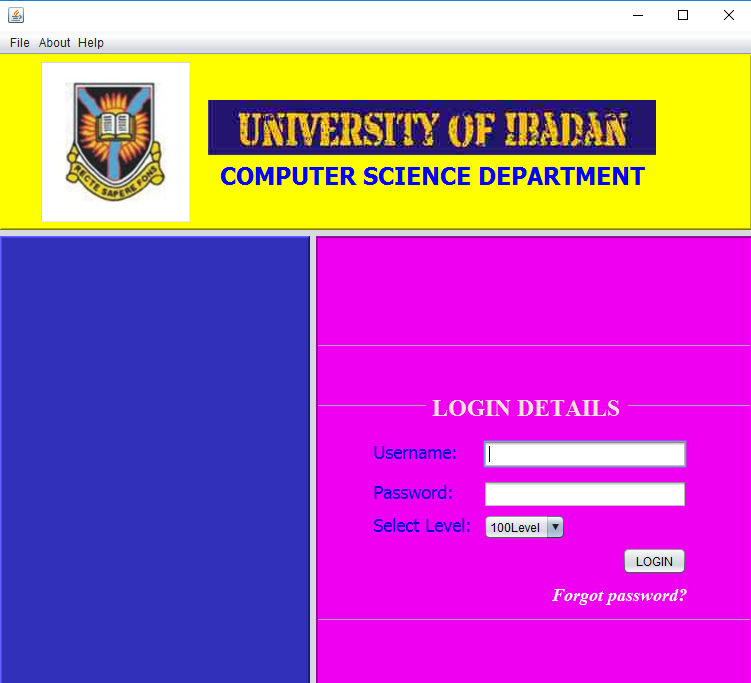 File About Help
UNIVERSITY OF IBADAN
COMPUTER SCIENCE DEPARTMENT
RECTE SAPERE FONS
LOGIN DETAILS
Username:
Password:
Select Level: 100Level
LOGIN
Forgot password?